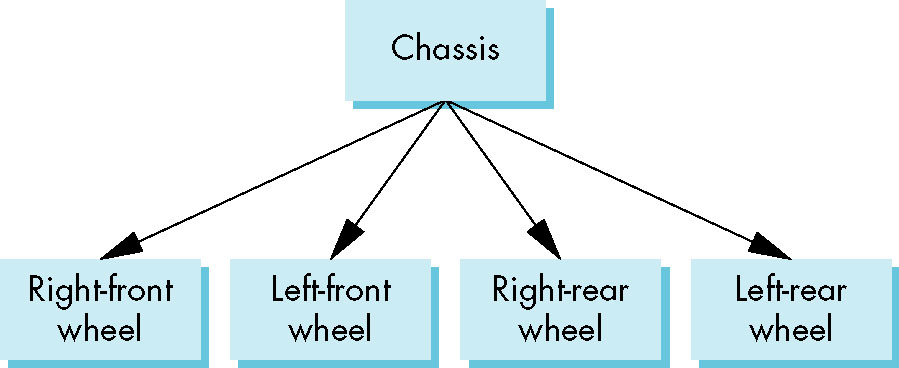 Chassis
Right-front
wheel
Left-front
wheel
Right-rear
wheel
Left-rear
wheel